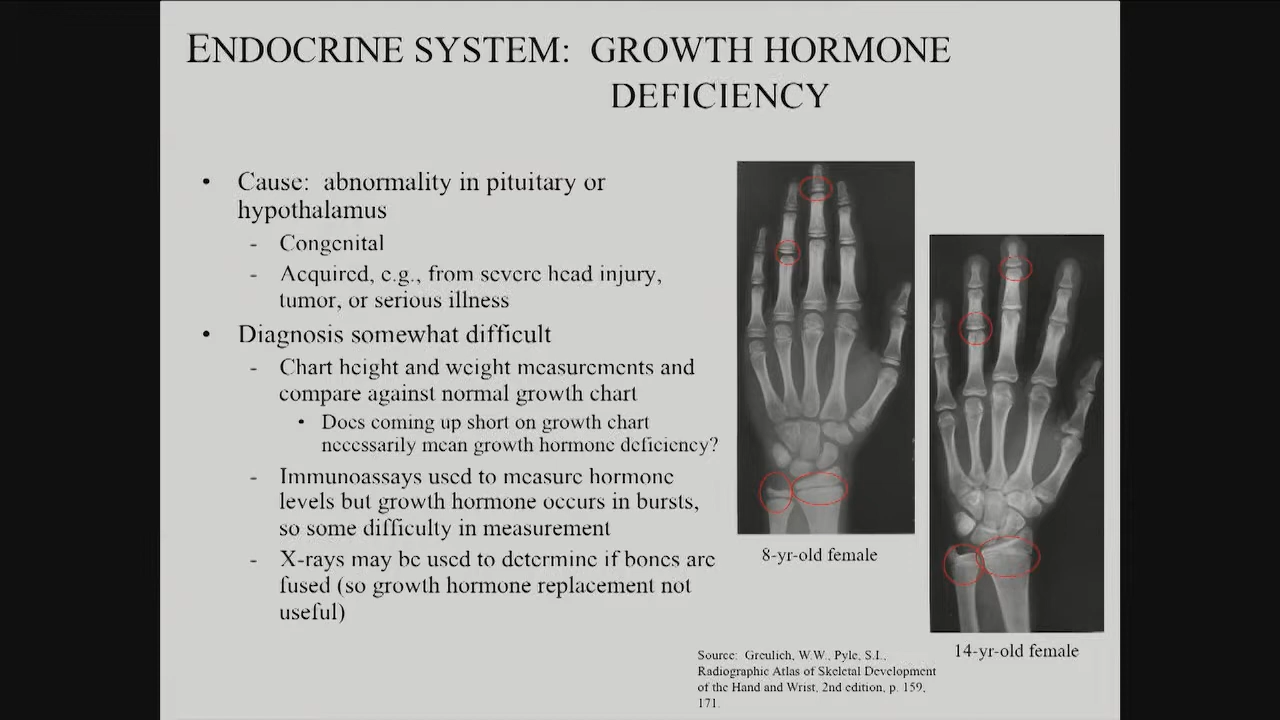 ENDOCRINE SYSTEM: GROWTH HORMONE
DEFICIENCY
• Cause: abnormality in pituitary or
hypothalamus
- Congenital
- Acquired, e.g., from severe head injury,
tumor, or serious illness
• Diagnosis somewhat difficult
- Chart height and weight measurements and
compare against normal growth chart
• Does coming up short on growth chart
necessarily mean growth hormone deficiency?
- Immunoassays used to measure hormone
levels but growth hormone occurs in bursts,
so some difficulty in measurement
- X-rays may be used to determine if bones are
fused (so growth hormone replacement not
useful)
8-yr-old female
14-yr-old female
Source: Greulich, W.W., Pyle, S.I.,
Radiographic Atlas of Skeletal Development
of the Hand and Wrist, 2nd edition, p. 159,
171.